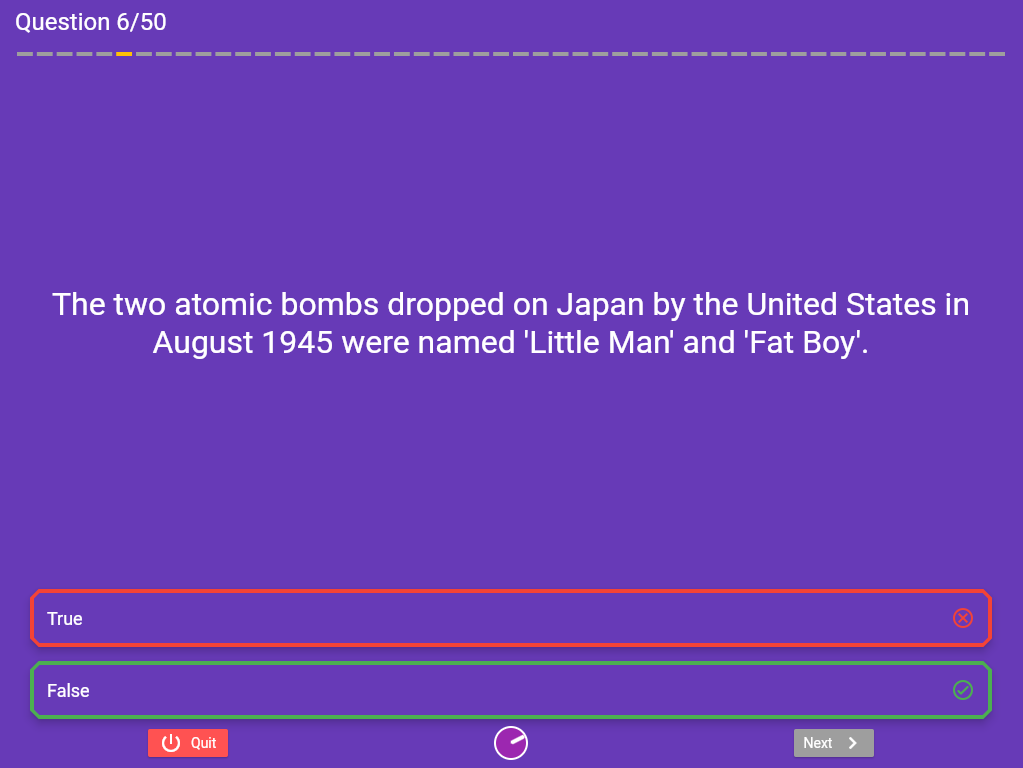 Question 6/50
The two atomic bombs dropped on Japan by the United States in
August 1945 were named 'Little Man' and 'Fat Boy'.
True
False
Quit
Next